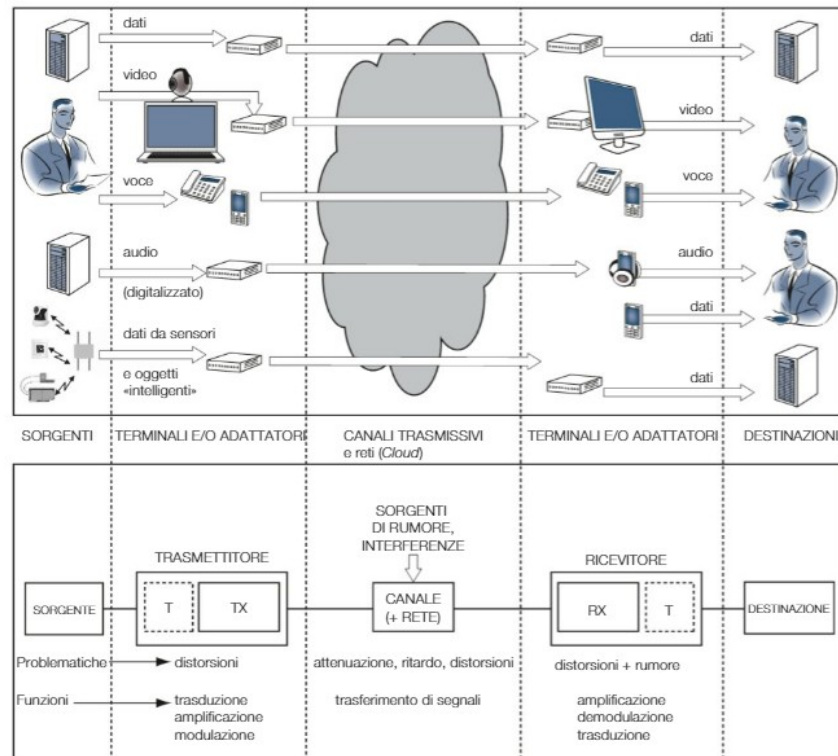 dati
dati
video
video
voce
voce
audio
(digitalizzato)
audio
dati
dati da sensori
e oggetti
«intelligenti»
dati
SORGENTI
TERMINALI E/O ADATTATORI
CANALI TRASMISSIVI
e reti (Cloud)
TERMINALI E/O ADATTATORI
DESTINAZIONI
SORGENTI
DI RUMORE,
INTERFERENZE
TRASMETTITORE
RICEVITORE
SORGENTE
T
TX
CANALE
(+ RETE)
RX
T
DESTINAZIONE
Problematiche
distorsioni
attenuazione, ritardo, distorsioni
distorsioni + rumore
Funzioni
trasduzione
amplificazione
modulazione
trasferimento di segnali
amplificazione
demodulazione
trasduzione